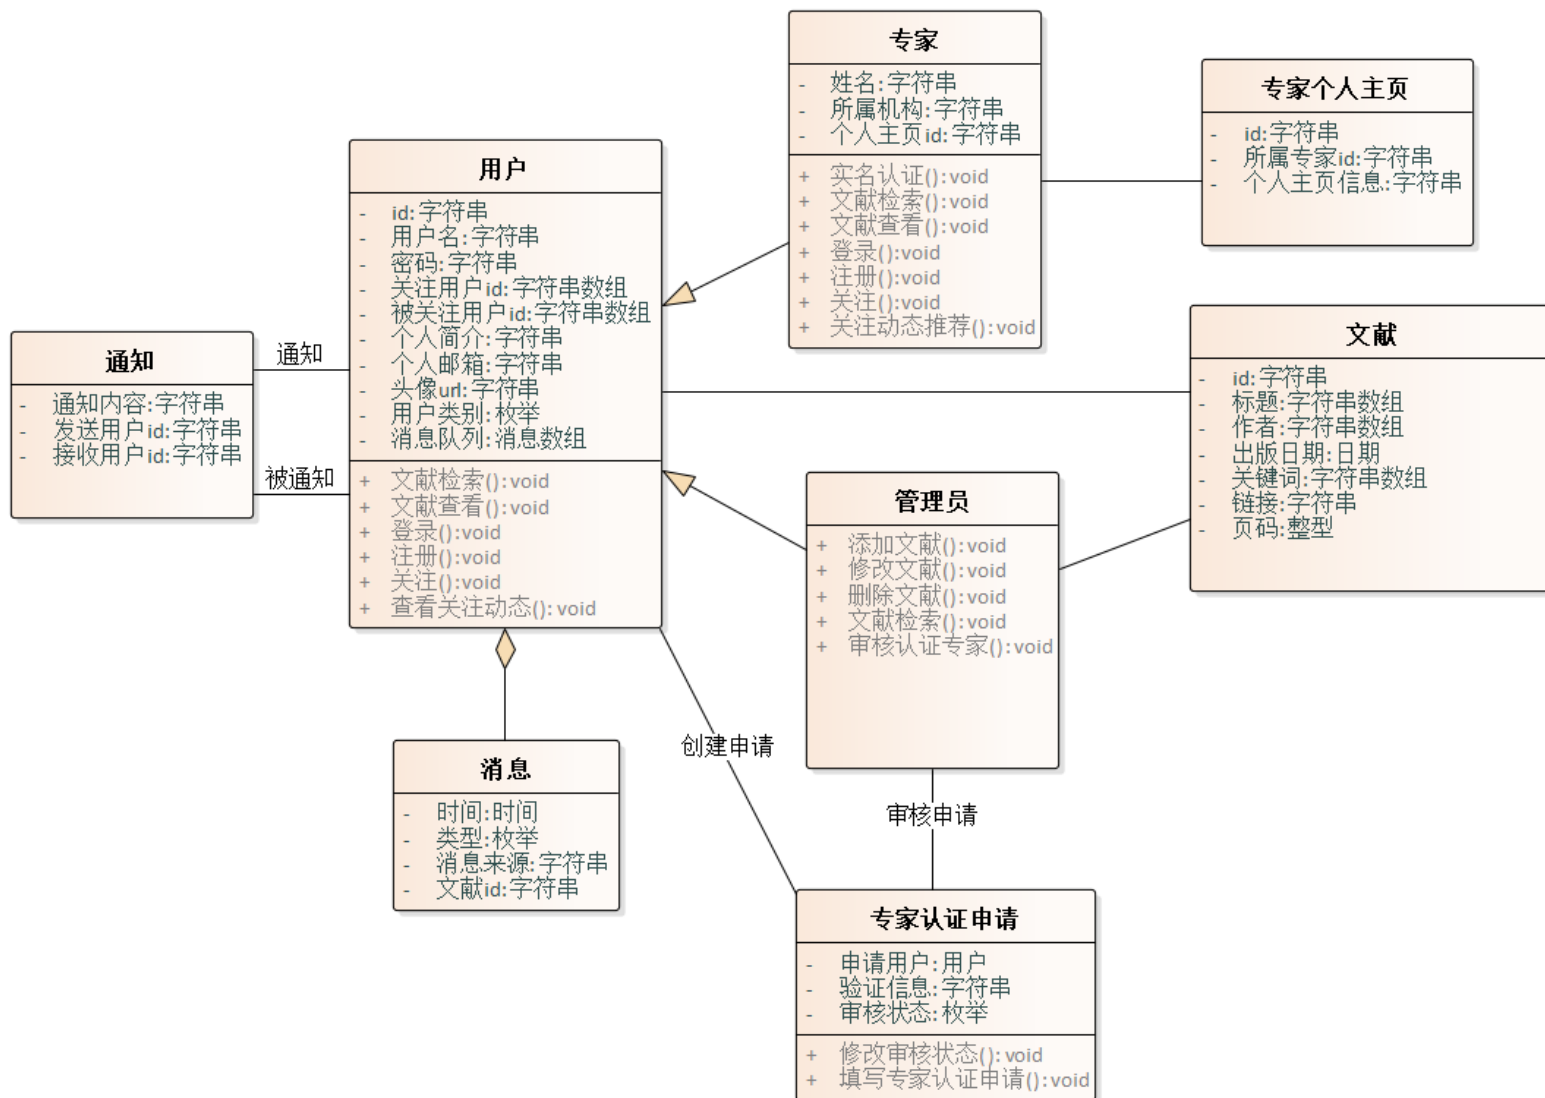 专家
- 姓名:字符串
- 所属机构:字符串
- 个人主页id:字符串
+ 实名认证():void
+ 文献检索():void
+ 文献查看():void
+ 登录():void
+ 注册():void
+ 关注():void
+ 关注动态推荐():void
专家个人主页
- id:字符串
- 所属专家id:字符串
- 个人主页信息:字符串
用户
- id:字符串
- 用户名:字符串
- 密码:字符串
- 关注用户id:字符串数组
- 被关注用户id:字符串数组
- 个人简介:字符串
- 个人邮箱:字符串
- 头像url:字符串
- 用户类别:枚举
- 消息队列:消息数组
+ 文献检索():void
+ 文献查看():void
+ 登录():void
+ 注册():void
+ 关注():void
+ 查看关注动态():void
通知
- 通知内容:字符串
- 发送用户id:字符串
- 接收用户id:字符串
通知
被通知
文献
- id:字符串
- 标题:字符串数组
- 作者:字符串数组
- 出版日期:日期
- 关键词:字符串数组
- 链接:字符串
- 页码:整型
管理员
+ 添加文献():void
+ 修改文献():void
+ 删除文献():void
+ 文献检索():void
+ 审核认证专家():void
消息
- 时间:时间
- 类型:枚举
- 消息来源:字符串
- 文献id:字符串
创建申请
审核申请
专家认证申请
- 申请用户:用户
- 验证信息:字符串
- 审核状态:枚举
+ 修改审核状态():void
+ 填写专家认证申请():void